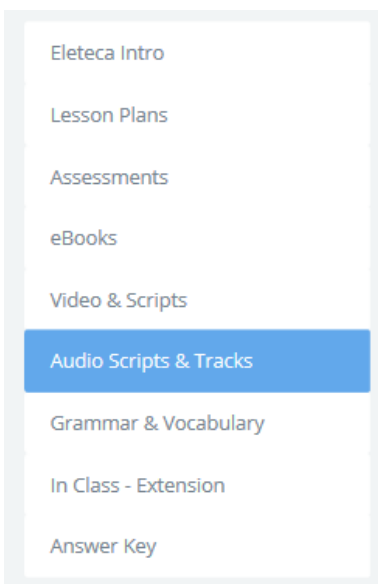 Eleteca Intro
Lesson Plans
Assessments
eBooks
Video & Scripts
Audio Scripts & Tracks
Grammar & Vocabulary
In Class - Extension
Answer Key